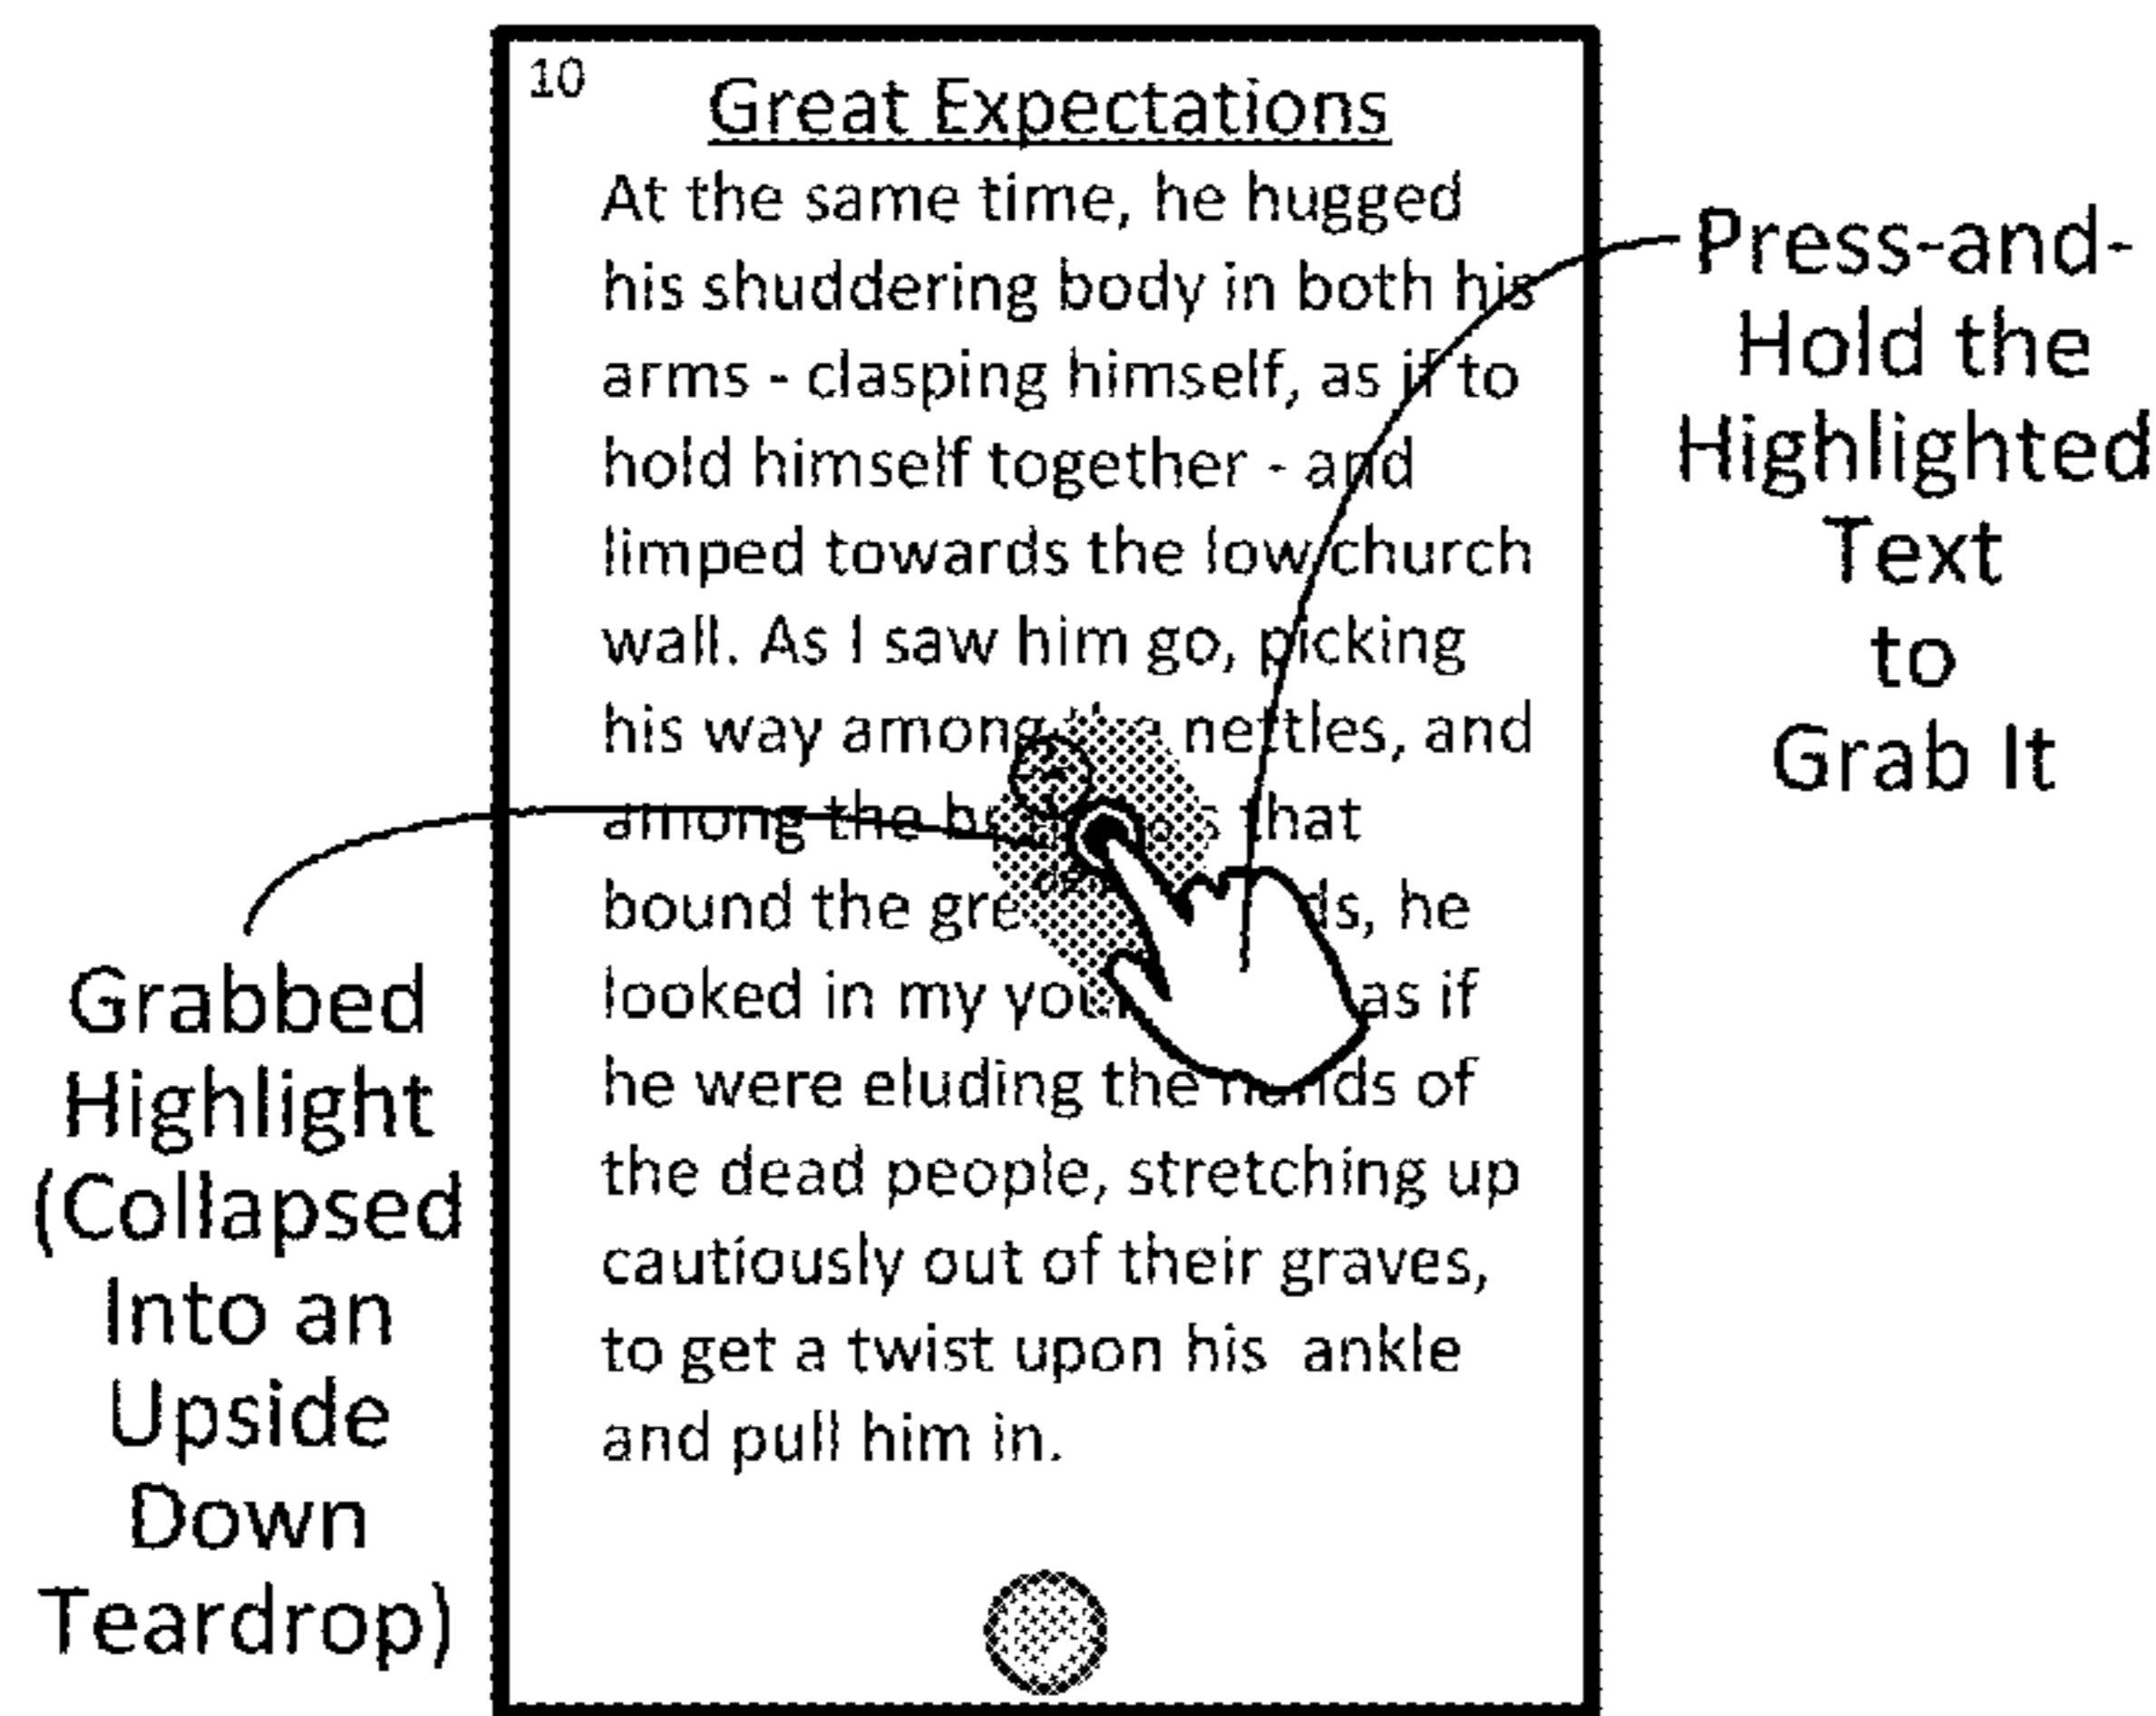 10
Great Expectations
At the same time, he hugged
his shuddering body in both his
arms - clasping himself, as if to
hold himself together - and
limped towards the low church
wall. As I saw him go, picking
his way among the nettles, and
among the that
bound the he
looked in my as if
he were eluding the hands of
the dead people, stretching up
cautiously out of their graves,
to get a twist upon his  ankle
and pull him in.
Press-and-
Hold the
Highlighted
Text
to
Grab It
Grabbed
Highlight
(Collapsed
Into an
Upside
Down
Teardrop)